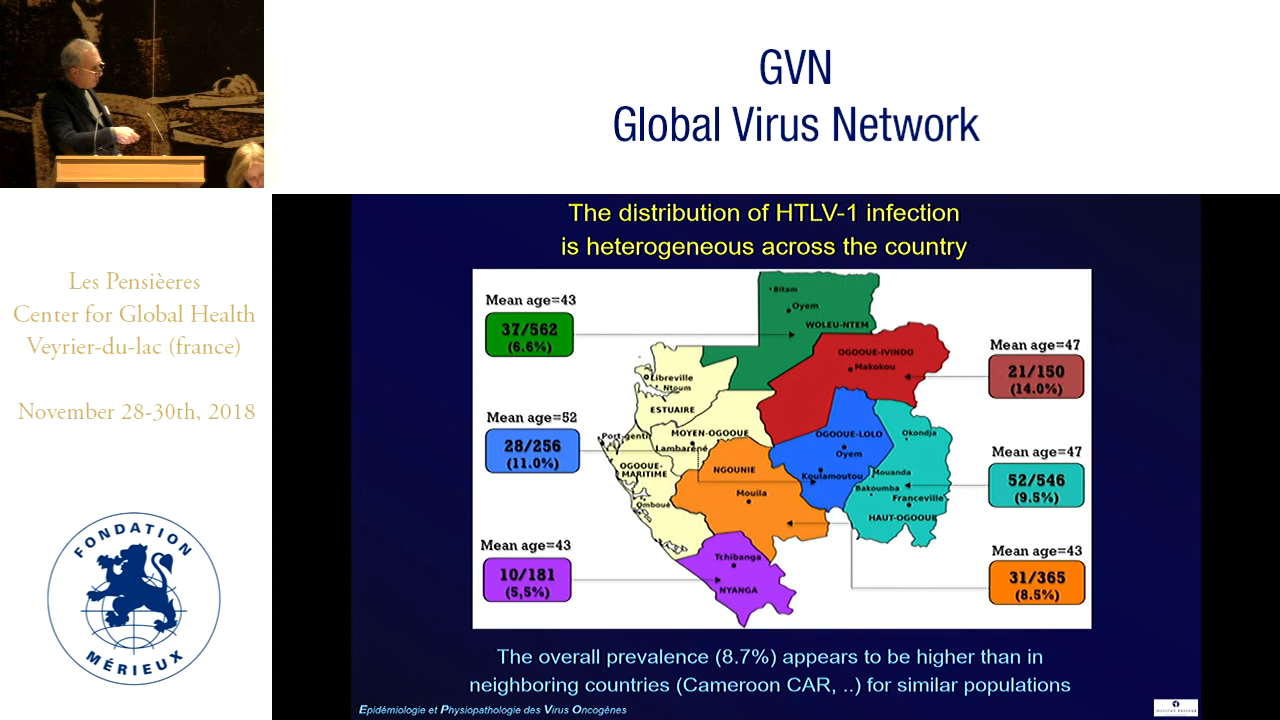 GVN
Global Virus Network
Les Pensièeres
Center for Global Health
Veyrier-du-lac (france)
November 28-30th, 2018
FONDATION
MÉRIEUX
The distribution of HTLV-1 infection
is heterogeneous across the country
Mean age=43
37/562
(6.6%)
Mean age=52
28/256
(11.0%)
Mean age=43
10/181
(5,5%)
Bitam
Oyem
WOLEU-NTEM
OGOOUE-IVINDO
Makokou
Libreville
Ntoum
ESTUAIRE
MOYEN-OGOOUE
Port-gentil
Lambaréné
OGOOUE-
MARITIME
Omboué
NGOUNIE
Mouila
OGOOUE-LOLO
Oyem
Koulamoutou
Okondja
Mouanda
Bakoumba
Franceville
HAUT-OGOOUE
Tchibanga
NYANGA
Mean age=47
21/150
(14.0%)
Mean age=47
52/546
(9.5%)
Mean age=43
31/365
(8.5%)
The overall prevalence (8.7%) appears to be higher than in
neighboring countries (Cameroon CAR, ..) for similar populations
Epidémiologie et Physiopathologie des Virus Oncogènes
INSTITUT PASTEUR